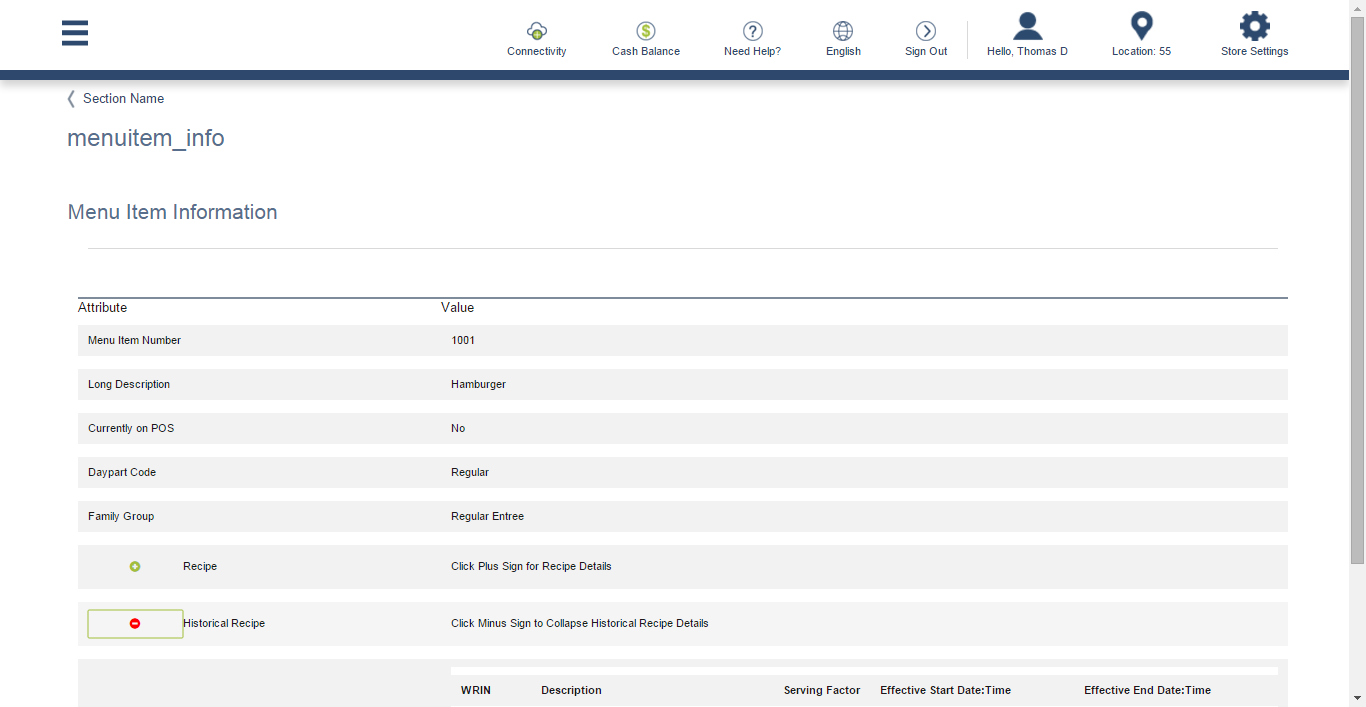 Connectivity
Cash Balance
Need Help?
English
Sign Out
Hello, Thomas D
Location: 55
Store Settings
Section Name
menuitem_info
Menu Item Information
Attribute Value
Menu Item Number 1001
Long Description Hamburger
Currently on POS No
Daypart Code Regular
Family Group Regular Entree
Recipe Click Plus Sign for Recipe Details
Historical Recipe Click Minus Sign to Collapse Historical Recipe Details
WRIN Description Serving Factor Effective Start Date:Time Effective End Date:Time